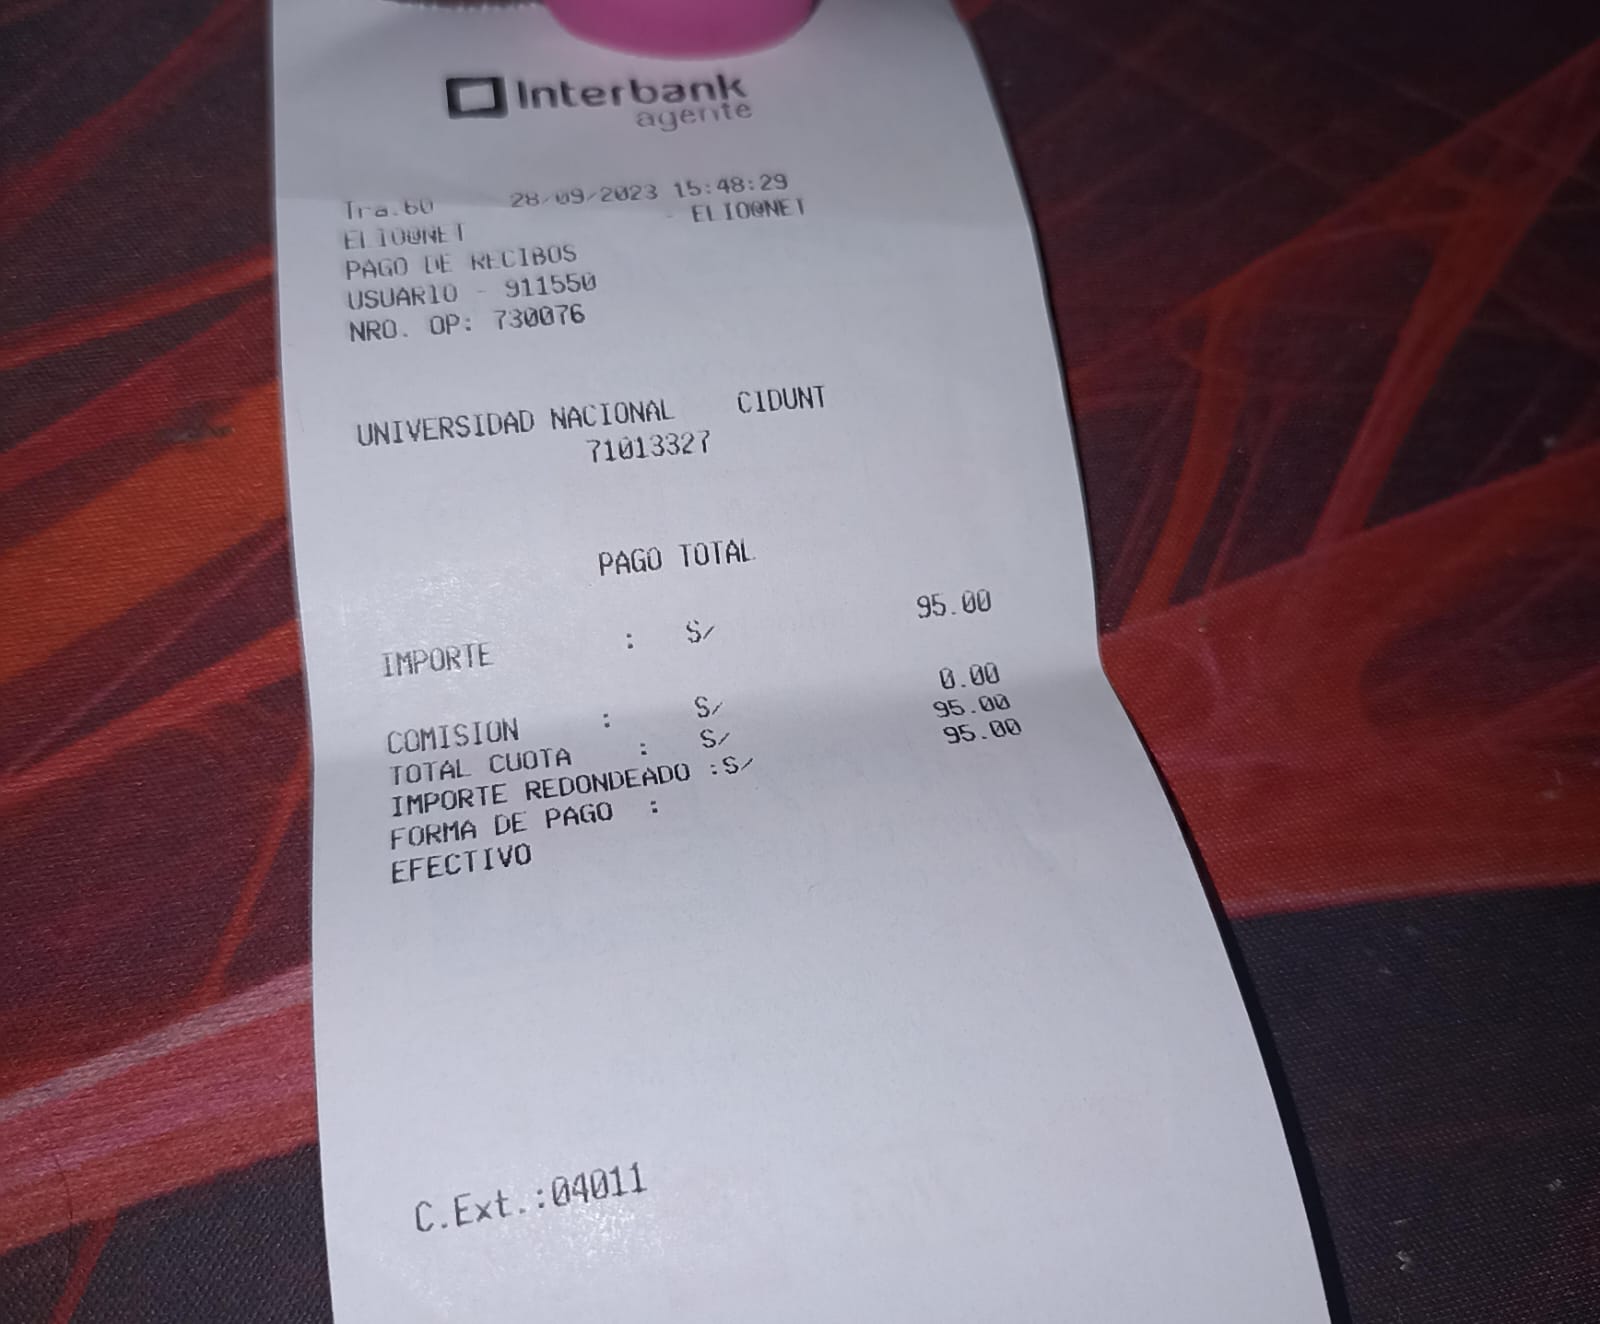 Interbank
agente
Tra.60 28/09/2023 15:48:29
ELIO@NET - ELIO@NET
PAGO DE RECIBOS
USUARIO - 911550
NRO. OP: 730076
UNIVERSIDAD NACIONAL CIDUNT
71013327
PAGO TOTAL
IMPORTE : S/ 95.00
COMISION : S/ 0.00
TOTAL CUOTA : S/ 95.00
IMPORTE REDONDEADO :S/ 95.00
FORMA DE PAGO :
EFECTIVO
C.Ext.:04011